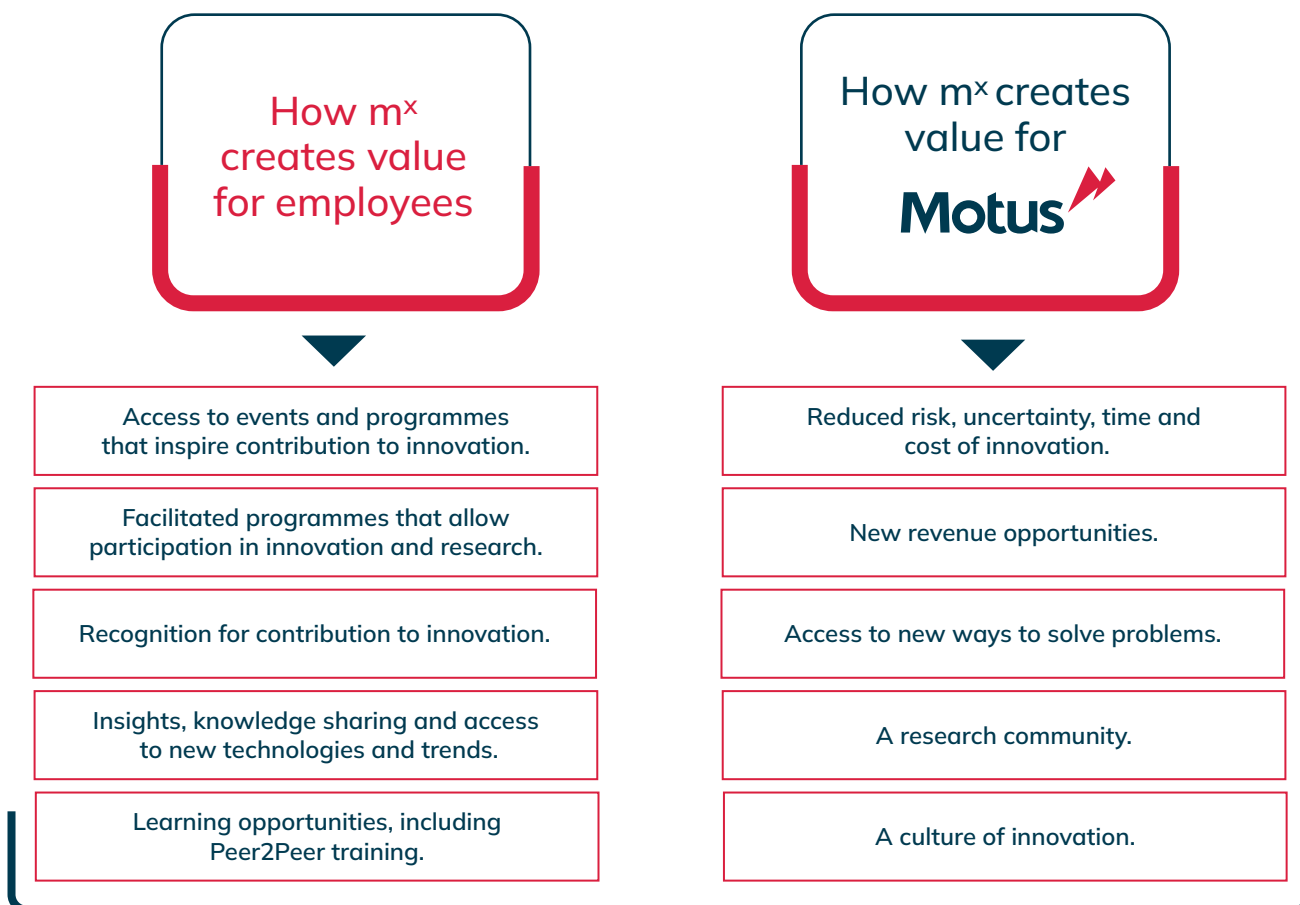 How mˣ
creates value
for employees
Access to events and programmes
that inspire contribution to innovation.
Facilitated programmes that allow
participation in innovation and research.
Recognition for contribution to innovation.
Insights, knowledge sharing and access
to new technologies and trends.
Learning opportunities, including
Peer2Peer training.
How mˣ creates
value for
Motus
Reduced risk, uncertainty, time and
cost of innovation.
New revenue opportunities.
Access to new ways to solve problems.
A research community.
A culture of innovation.